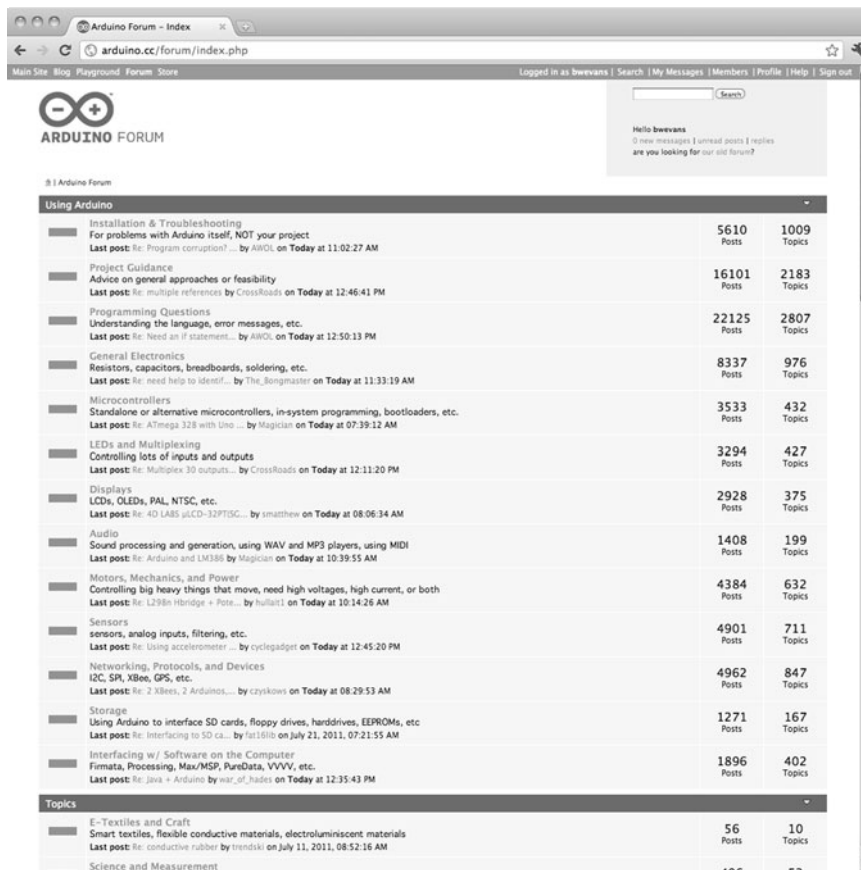 Arduino Forum – Index
arduino.cc/forum/index.php
Main Site Blog Playground Forum Store
Logged in as bwevans | Search | My Messages | Members | Profile | Help | Sign out
Search
ARDUINO FORUM
Hello bwevans
0 new messages | unread posts | replies
are you looking for our old forum?
| Arduino Forum
Using Arduino
Installation & Troubleshooting
For problems with Arduino itself, NOT your project
Last post: Re: Program corruption? ... by AWOL on Today at 11:02:27 AM
5610 Posts
1009 Topics
Project Guidance
Advice on general approaches or feasibility
Last post: Re: multiple references by CrossRoads on Today at 12:46:41 PM
16101 Posts
2183 Topics
Programming Questions
Understanding the language, error messages, etc.
Last post: Re: Need an if statement... by AWOL on Today at 12:50:13 PM
22125 Posts
2807 Topics
General Electronics
Resistors, capacitors, breadboards, soldering, etc.
Last post: Re: need help to identif... by The_Bongmaster on Today at 11:33:19 AM
8337 Posts
976 Topics
Microcontrollers
Standalone or alternative microcontrollers, in-system programming, bootloaders, etc.
Last post: Re: ATmega 328 with Uno ... by Magician on Today at 07:39:12 AM
3533 Posts
432 Topics
LEDs and Multiplexing
Controlling lots of inputs and outputs
Last post: Re: Multiplex 30 outputs... by CrossRoads on Today at 12:11:20 PM
3294 Posts
427 Topics
Displays
LCDs, OLEDs, PAL, NTSC, etc.
Last post: Re: 4D LABS µLCD-32PT(SG... by smatthew on Today at 08:06:34 AM
2928 Posts
375 Topics
Audio
Sound processing and generation, using WAV and MP3 players, using MIDI
Last post: Re: Arduino and LM386 by Magician on Today at 10:39:55 AM
1408 Posts
199 Topics
Motors, Mechanics, and Power
Controlling big heavy things that move, need high voltages, high current, or both
Last post: Re: L298n Hbridge + Pote... by hullait1 on Today at 10:14:26 AM
4384 Posts
632 Topics
Sensors
sensors, analog inputs, filtering, etc.
Last post: Re: Using accelerometer ... by cyclegadget on Today at 12:45:20 PM
4901 Posts
711 Topics
Networking, Protocols, and Devices
I2C, SPI, XBee, GPS, etc.
Last post: Re: 2 XBees, 2 Arduinos,... by czyskows on Today at 08:29:53 AM
4962 Posts
847 Topics
Storage
Using Arduino to interface SD cards, floppy drives, harddrives, EEPROMs, etc
Last post: Re: Interfacing to SD ca... by fat16lib on July 21, 2011, 07:21:55 AM
1271 Posts
167 Topics
Interfacing w/ Software on the Computer
Firmata, Processing, Max/MSP, PureData, VVVV, etc.
Last post: Re: Java + Arduino by war_of_hades on Today at 12:35:43 PM
1896 Posts
402 Topics
Topics
E-Textiles and Craft
Smart textiles, flexible conductive materials, electroluminiscent materials
Last post: Re: conductive rubber by trendski on July 11, 2011, 08:52:16 AM
56 Posts
10 Topics
Science and Measurement